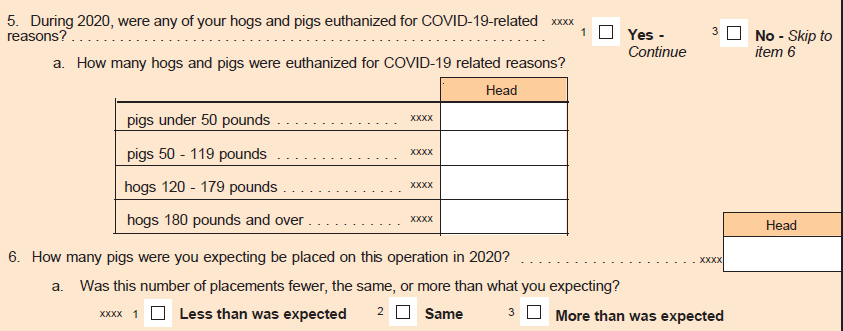 5. During 2020, were any of your hogs and pigs euthanized for COVID-19-related xxxx 1 ☐ Yes - 3 ☐ No - Skip to
reasons? . . . . . . . . . . . . . . . . . . . . . . . . . . . . . . . . . . . . . . . . . . . . . . . . . . . . . Continue item 6
a. How many hogs and pigs were euthanized for COVID-19 related reasons?
Head
pigs under 50 pounds . . . . . . . . . . . . . . xxxx
pigs 50 - 119 pounds . . . . . . . . . . . . . . xxxx
hogs 120 - 179 pounds . . . . . . . . . . . . . . xxxx
hogs 180 pounds and over . . . . . . . . . . . xxxx
Head
6. How many pigs were you expecting be placed on this operation in 2020? . . . . . . . . . . . . . . . . . . . . xxxx
a. Was this number of placements fewer, the same, or more than what you expecting?
xxxx 1 ☐ Less than was expected 2 ☐ Same 3 ☐ More than was expected